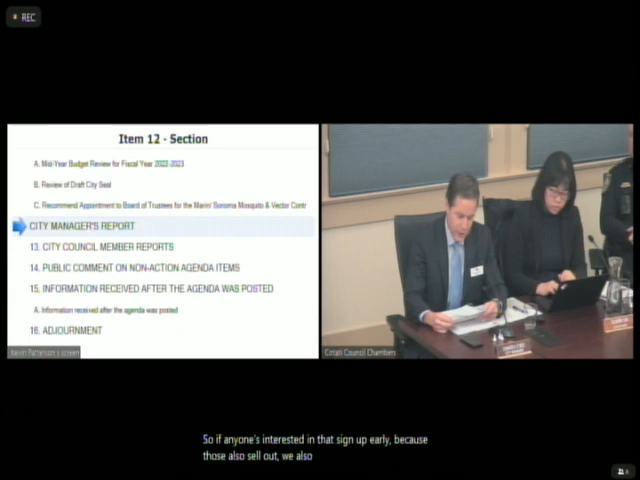 REC
Item 12 - Section
A. Mid-Year Budget Review for Fiscal Year 2022-2023
B. Review of Draft City Seal
C. Recommend Appointment to Board of Trustees for the Marin/ Sonoma Mosquito & Vector Contr
CITY MANAGER'S REPORT
13. CITY COUNCIL MEMBER REPORTS
14. PUBLIC COMMENT ON NON-ACTION AGENDA ITEMS
15. INFORMATION RECEIVED AFTER THE AGENDA WAS POSTED
A. Information received after the agenda was posted
16. ADJOURNMENT
Kevin Patterson's screen
Cotati Council Chambers
So if anyone's interested in that sign up early, because
those also sell out, we also